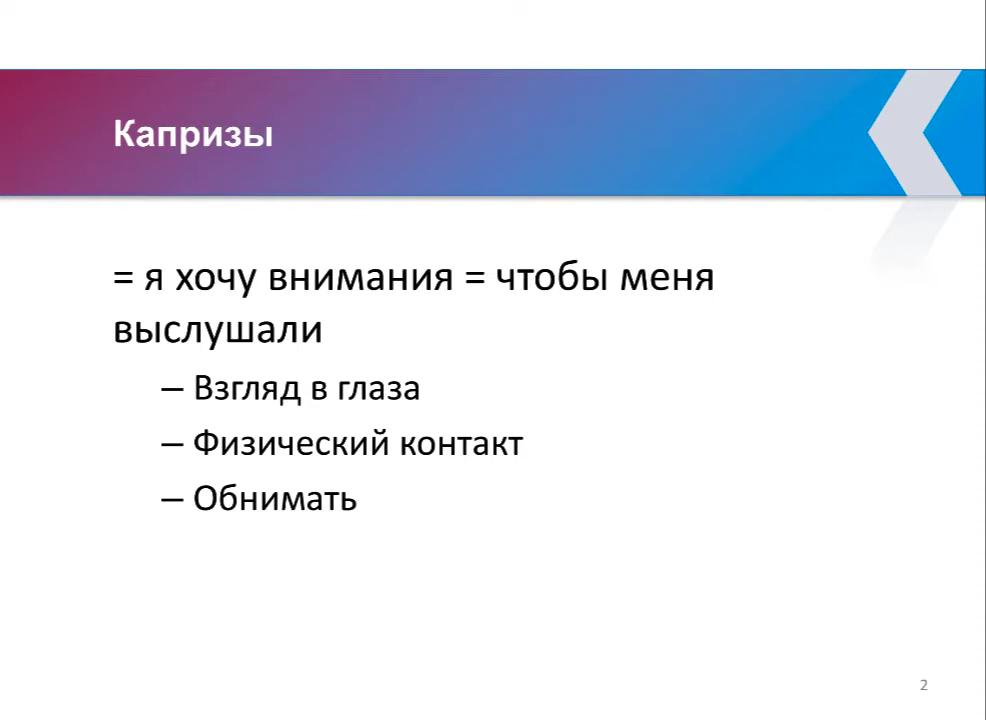 Капризы
= я хочу внимания = чтобы меня
выслушали
– Взгляд в глаза
– Физический контакт
– Обнимать
2